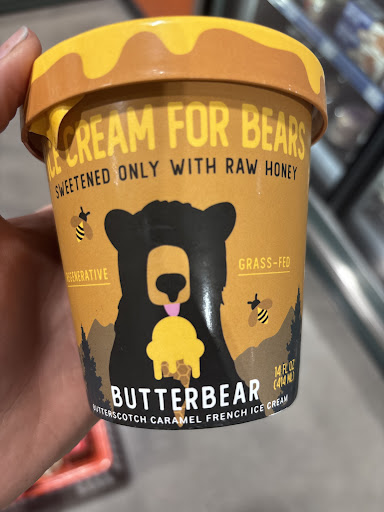 ICE CREAM FOR BEARS
SWEETENED ONLY WITH RAW HONEY
REGENERATIVE
GRASS-FED
14 FL OZ
(414 ML)
BUTTERBEAR
BUTTERSCOTCH CARAMEL FRENCH ICE CREAM